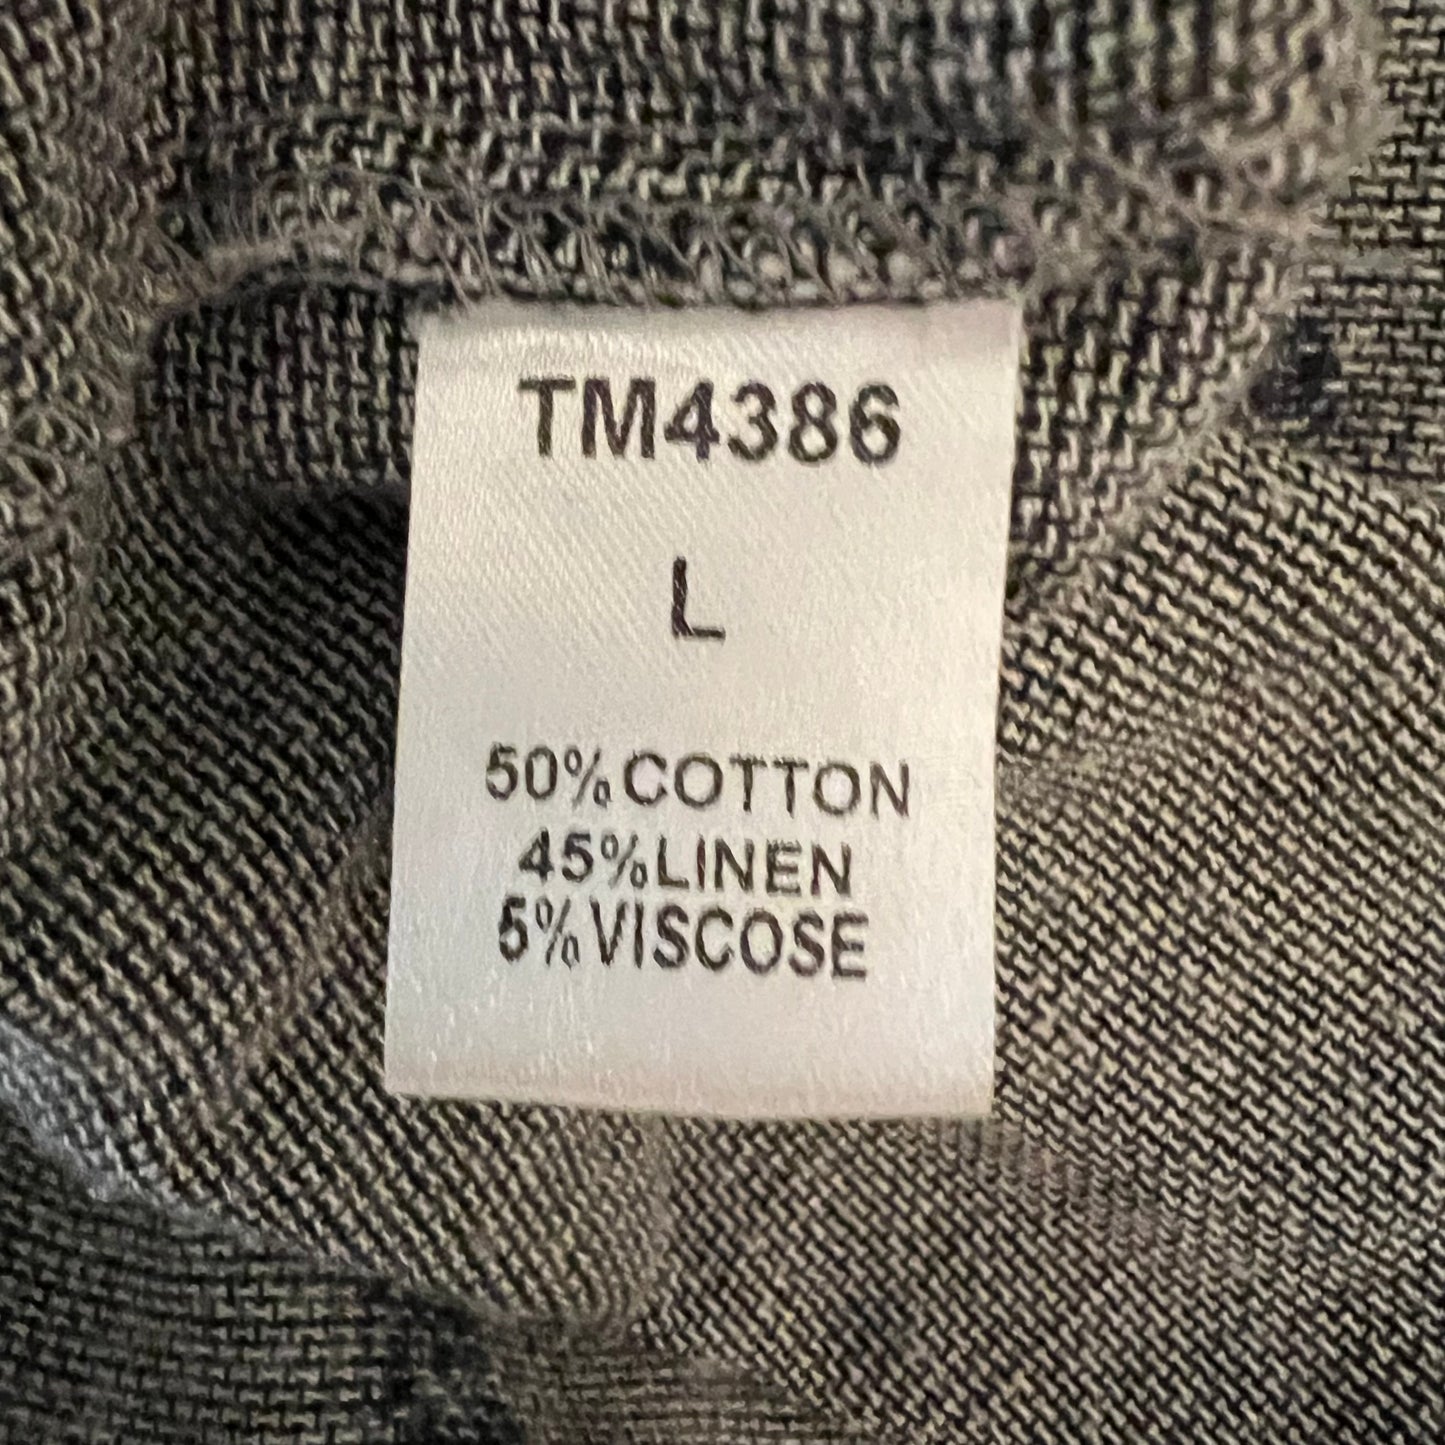 TM4386
L
50%COTTON
45%LINEN
5%VISCOSE